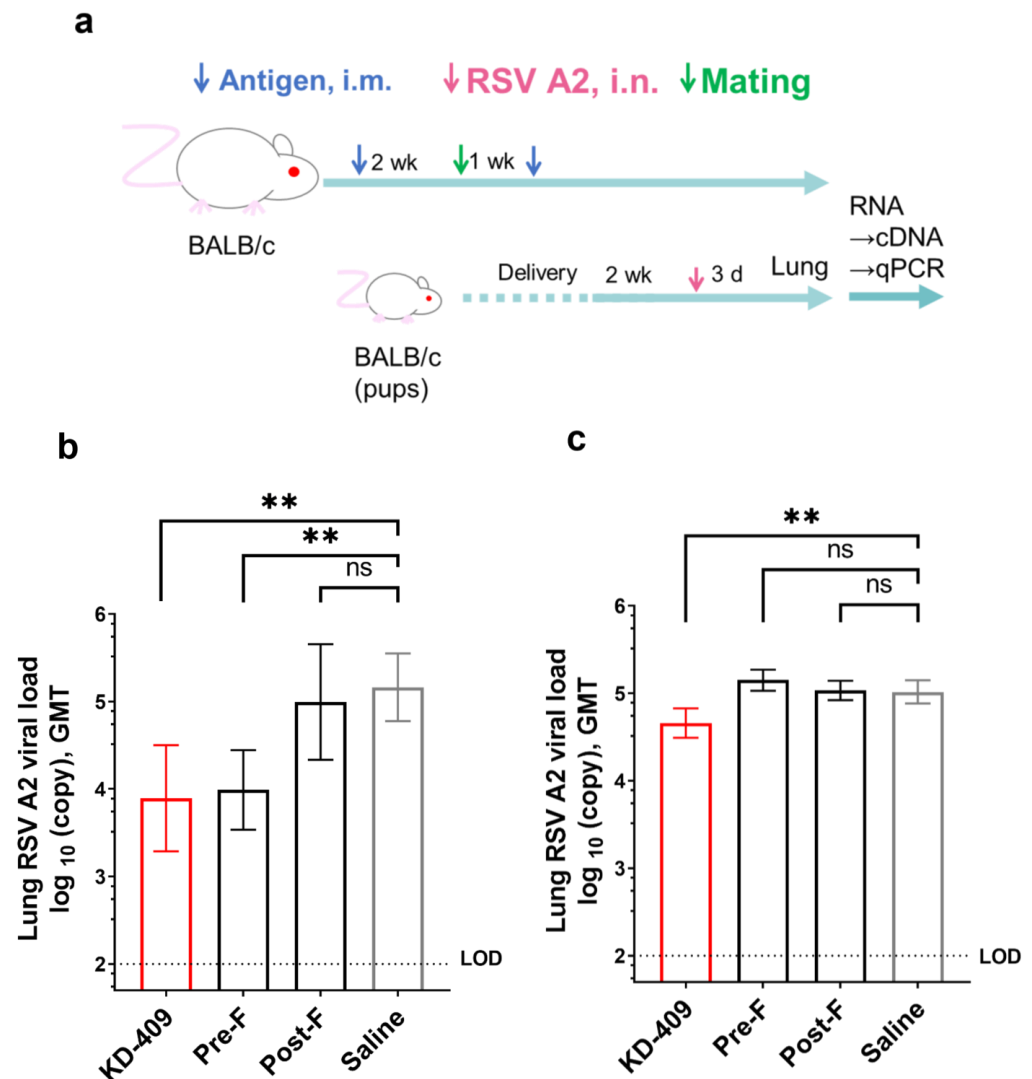 a
↓ Antigen, i.m. ↓ RSV A2, i.n. ↓ Mating
2 wk 1 wk
BALB/c
RNA
→cDNA
→qPCR
Delivery 2 wk 3 d Lung
BALB/c
(pups)
b
**
**
ns
6
5
4
3
2
Lung RSV A2 viral load
log 10 (copy), GMT
LOD
KD-409 Pre-F Post-F Saline
c
**
ns
ns
6
5
4
3
2
Lung RSV A2 viral load
log 10 (copy), GMT
LOD
KD-409 Pre-F Post-F Saline